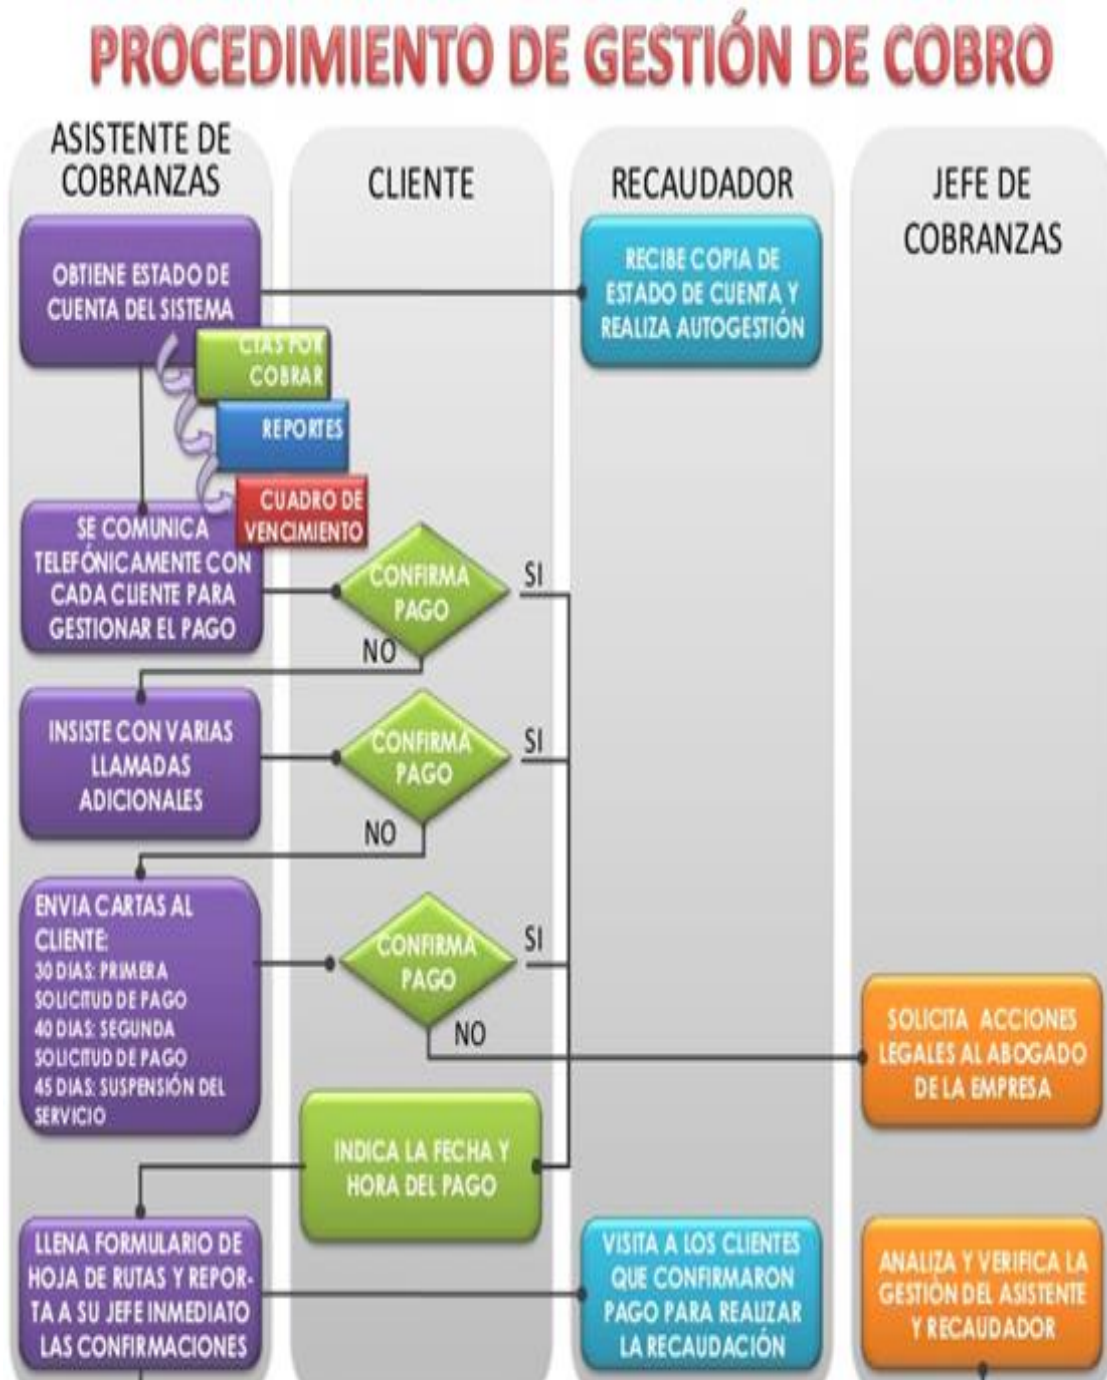 PROCEDIMIENTO DE GESTIÓN DE COBRO
ASISTENTE DE
COBRANZAS
CLIENTE
RECAUDADOR
JEFE DE
COBRANZAS
OBTIENE ESTADO DE
CUENTA DEL SISTEMA
RECIBE COPIA DE
ESTADO DE CUENTA Y
REALIZA AUTOGESTIÓN
CTAS POR
COBRAR
REPORTES
CUADRO DE
VENCIMIENTO
SE COMUNICA
TELEFÓNICAMENTE CON
CADA CLIENTE PARA
GESTIONAR EL PAGO
CONFIRMA
PAGO
SI
NO
INSISTE CON VARIAS
LLAMADAS
ADICIONALES
CONFIRMA
PAGO
SI
NO
ENVIA CARTAS AL
CLIENTE:
30 DIAS: PRIMERA
SOLICITUD DE PAGO
40 DIAS: SEGUNDA
SOLICITUD DE PAGO
45 DIAS: SUSPENSIÓN DEL
SERVICIO
CONFIRMA
PAGO
SI
NO
SOLICITA ACCIONES
LEGALES AL ABOGADO
DE LA EMPRESA
INDICA LA FECHA Y
HORA DEL PAGO
LLENA FORMULARIO DE
HOJA DE RUTAS Y REPOR-
TA A SU JEFE INMEDIATO
LAS CONFIRMACIONES
VISITA A LOS CLIENTES
QUE CONFIRMARON
PAGO PARA REALIZAR
LA RECAUDACIÓN
ANALIZA Y VERIFICA LA
GESTIÓN DEL ASISTENTE
Y RECAUDADOR